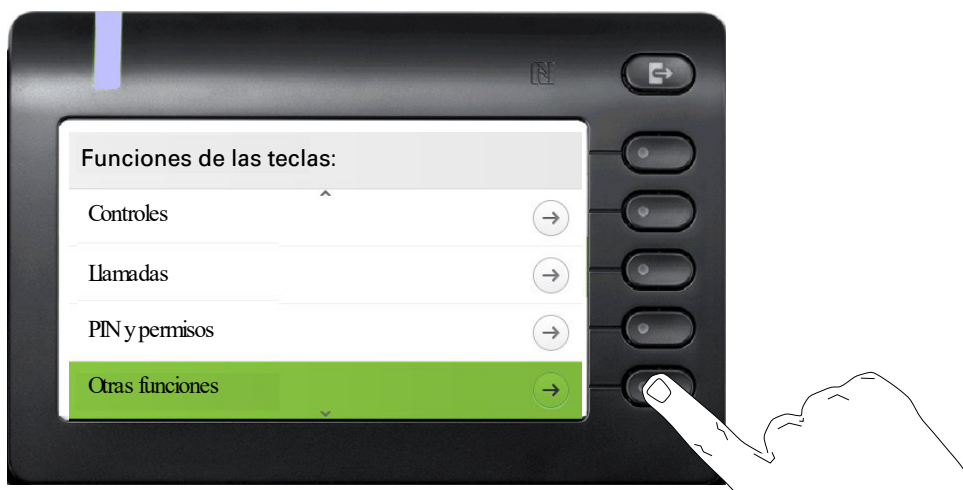 Funciones de las teclas:
Controles
Llamadas
PIN y permisos
Otras funciones